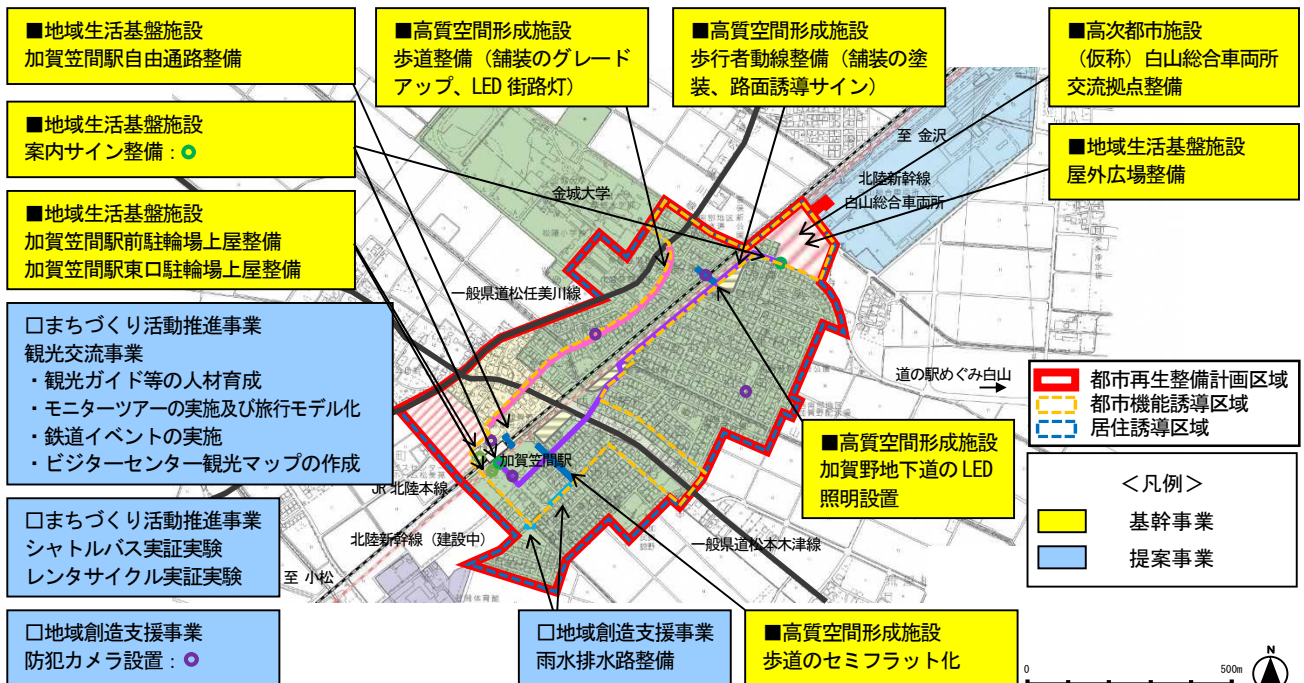 ■地域生活基盤施設
加賀笠間駅自由通路整備
■高質空間形成施設
歩道整備（舗装のグレード
アップ、LED 街路灯）
■高質空間形成施設
歩行者動線整備（舗装の塗
装、路面誘導サイン）
■高次都市施設
（仮称）白山総合車両所
交流拠点整備
■地域生活基盤施設
案内サイン整備：
■地域生活基盤施設
屋外広場整備
■地域生活基盤施設
加賀笠間駅前駐輪場上屋整備
加賀笠間駅東口駐輪場上屋整備
至 金沢
北陸新幹線
白山総合車両所
金城大学
一般県道松任美川線
□まちづくり活動推進事業
観光交流事業
・観光ガイド等の人材育成
・モニターツアーの実施及び旅行モデル化
・鉄道イベントの実施
・ビジターセンター観光マップの作成
道の駅めぐみ白山
都市再生整備計画区域
都市機能誘導区域
居住誘導区域
■高質空間形成施設
加賀野地下道の LED
照明設置
加賀笠間駅
JR 北陸本線
＜凡例＞
基幹事業
提案事業
□まちづくり活動推進事業
シャトルバス実証実験
レンタサイクル実証実験
北陸新幹線（建設中）
一般県道松本木津線
至 小松
□地域創造支援事業
防犯カメラ設置：
□地域創造支援事業
雨水排水路整備
■高質空間形成施設
歩道のセミフラット化
0
500m
N